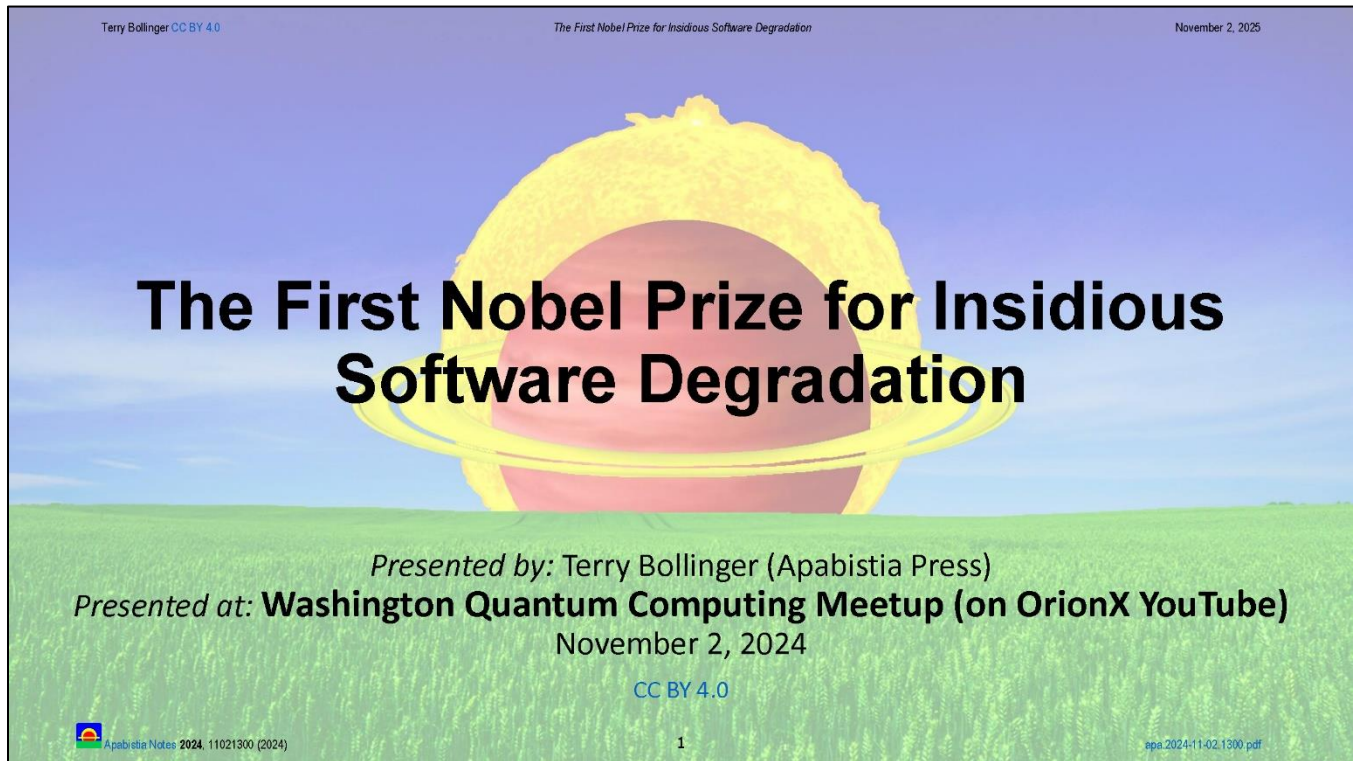 Terry Bollinger CC BY 4.0
The First Nobel Prize for Insidious Software Degradation
November 2, 2025
The First Nobel Prize for Insidious
Software Degradation
Presented by: Terry Bollinger (Apabistia Press)
Presented at: Washington Quantum Computing Meetup (on OrionX YouTube)
November 2, 2024
CC BY 4.0
Apabistia Notes 2024, 11021300 (2024)
1
apa.2024-11-02.1300.pdf